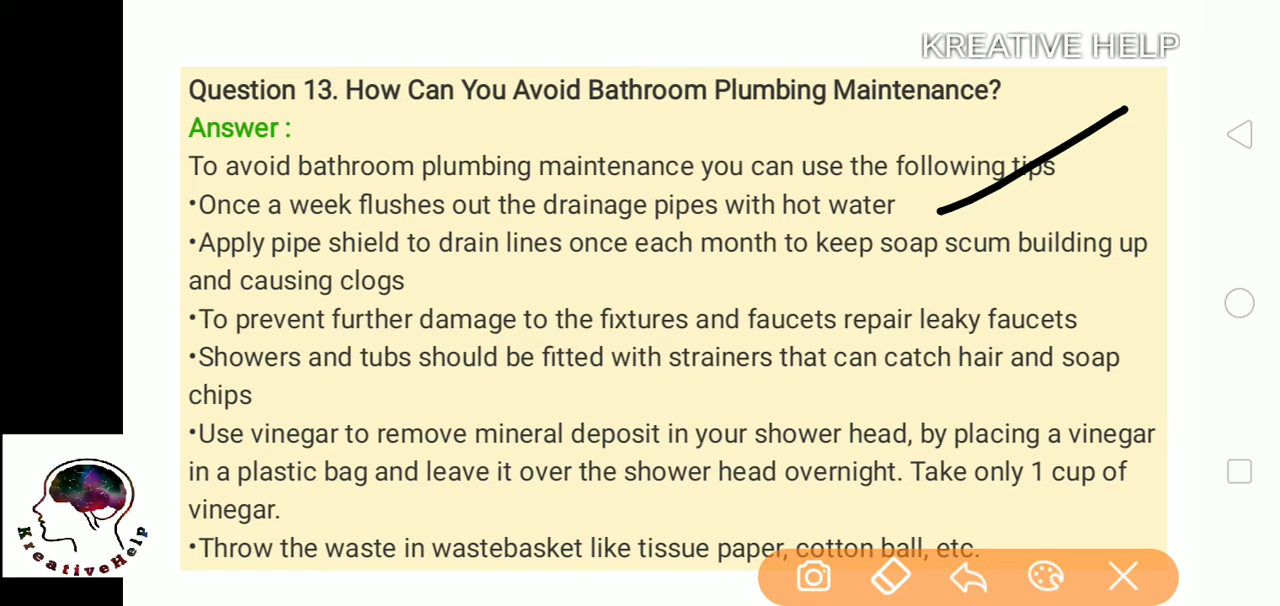 KREATIVE HELP
Question 13. How Can You Avoid Bathroom Plumbing Maintenance?
Answer :
To avoid bathroom plumbing maintenance you can use the following tips
•Once a week flushes out the drainage pipes with hot water
•Apply pipe shield to drain lines once each month to keep soap scum building up
and causing clogs
•To prevent further damage to the fixtures and faucets repair leaky faucets
•Showers and tubs should be fitted with strainers that can catch hair and soap
chips
•Use vinegar to remove mineral deposit in your shower head, by placing a vinegar
in a plastic bag and leave it over the shower head overnight. Take only 1 cup of
vinegar.
•Throw the waste in wastebasket like tissue paper, cotton ball, etc.
KreativeHelp